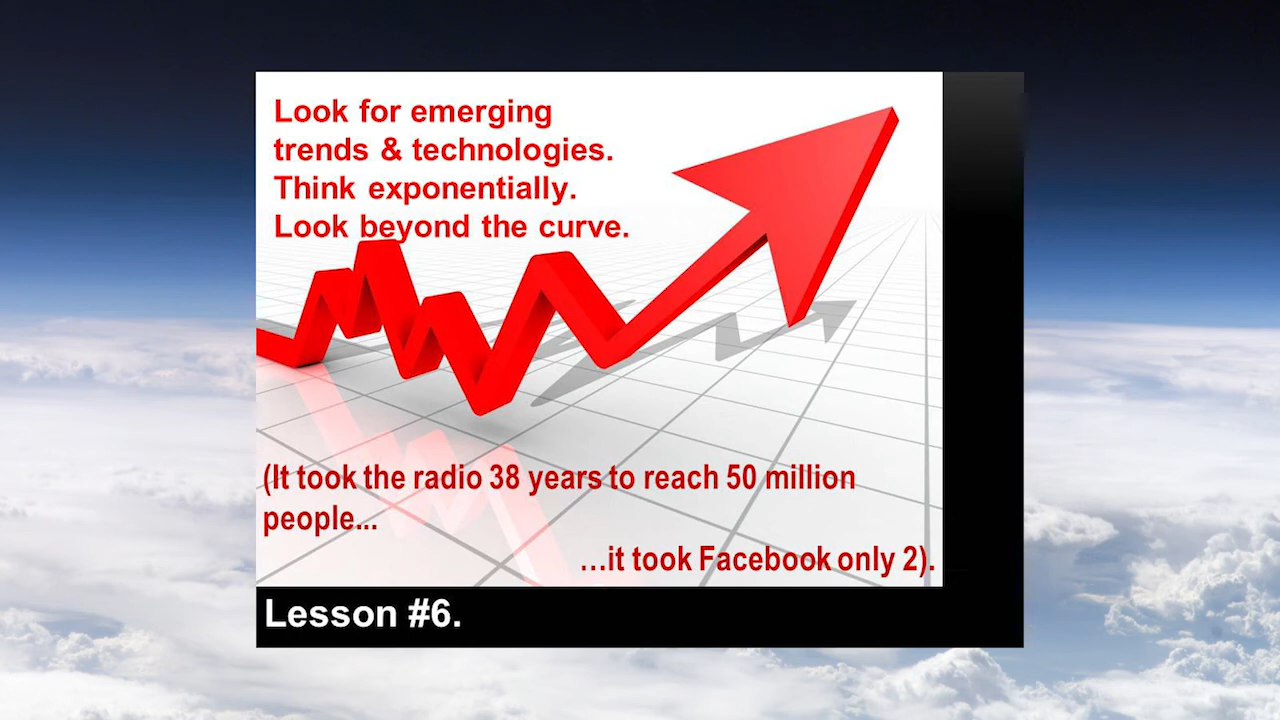 Look for emerging
trends & technologies.
Think exponentially.
Look beyond the curve.
(It took the radio 38 years to reach 50 million
people...
...it took Facebook only 2).
Lesson #6.